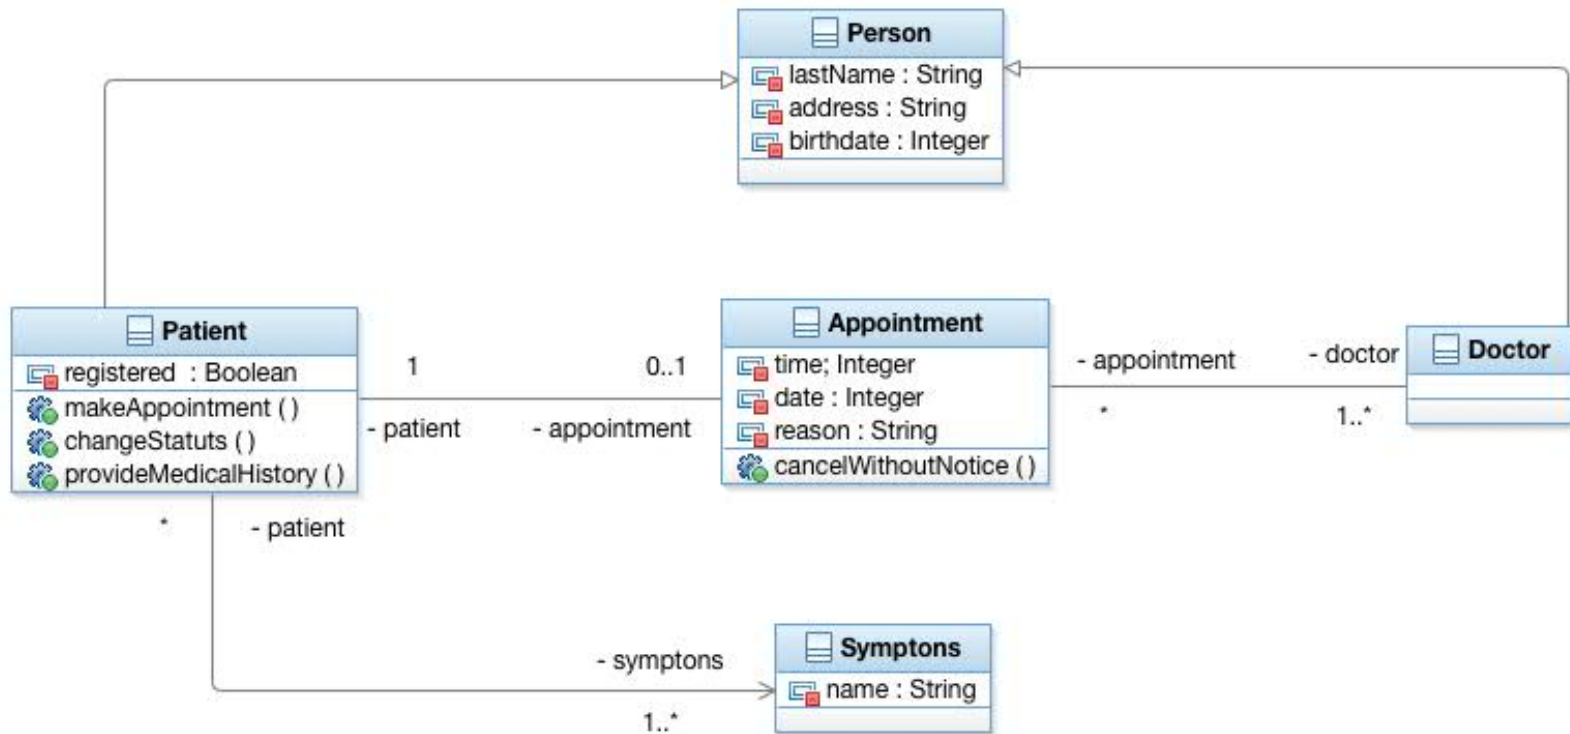 Person
lastName : String
address : String
birthdate : Integer
Patient
registered : Boolean
makeAppointment ( )
changeStatuts ( )
provideMedicalHistory ( )
1
0..1
- patient
- appointment
Appointment
time; Integer
date : Integer
reason : String
cancelWithoutNotice ( )
- appointment
- doctor
*
1..*
Doctor
*
- patient
- symptons
1..*
Symptons
name : String